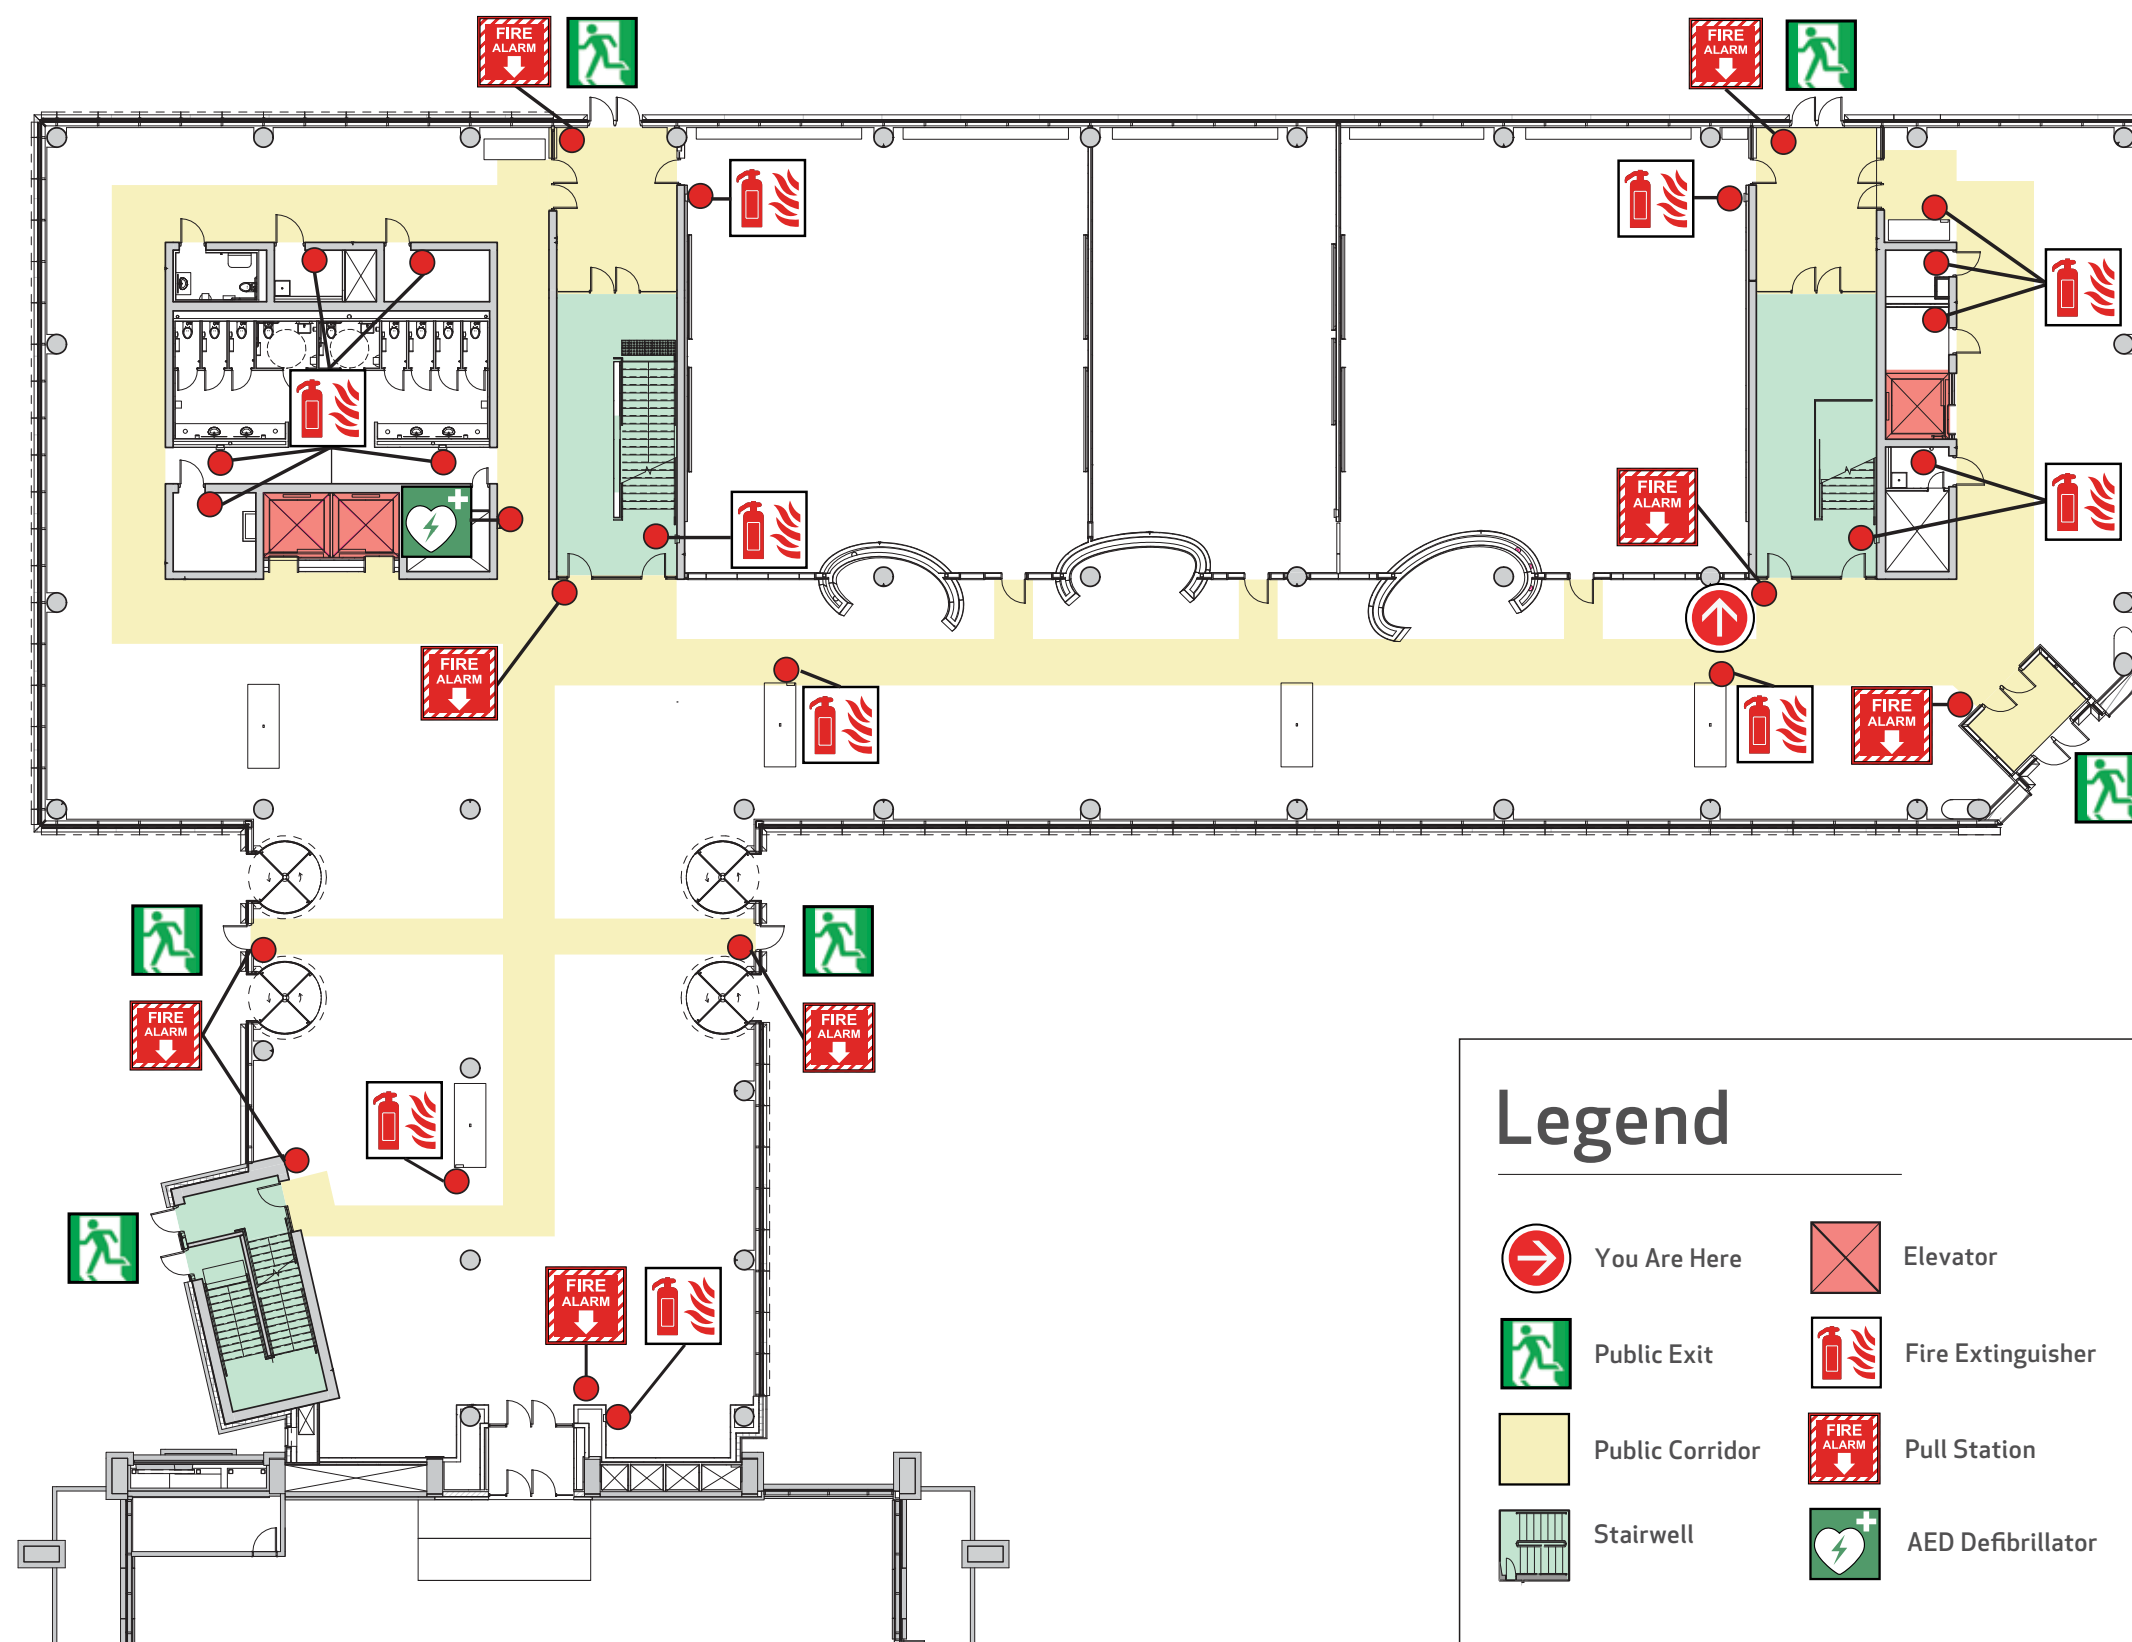 FIRE
ALARM
FIRE
ALARM
FIRE
ALARM
FIRE
ALARM
FIRE
ALARM
FIRE
ALARM
FIRE
ALARM
FIRE
ALARM
Legend
You Are Here
Elevator
Public Exit
Fire Extinguisher
Public Corridor
FIRE
ALARM
Pull Station
Stairwell
AED Defibrillator